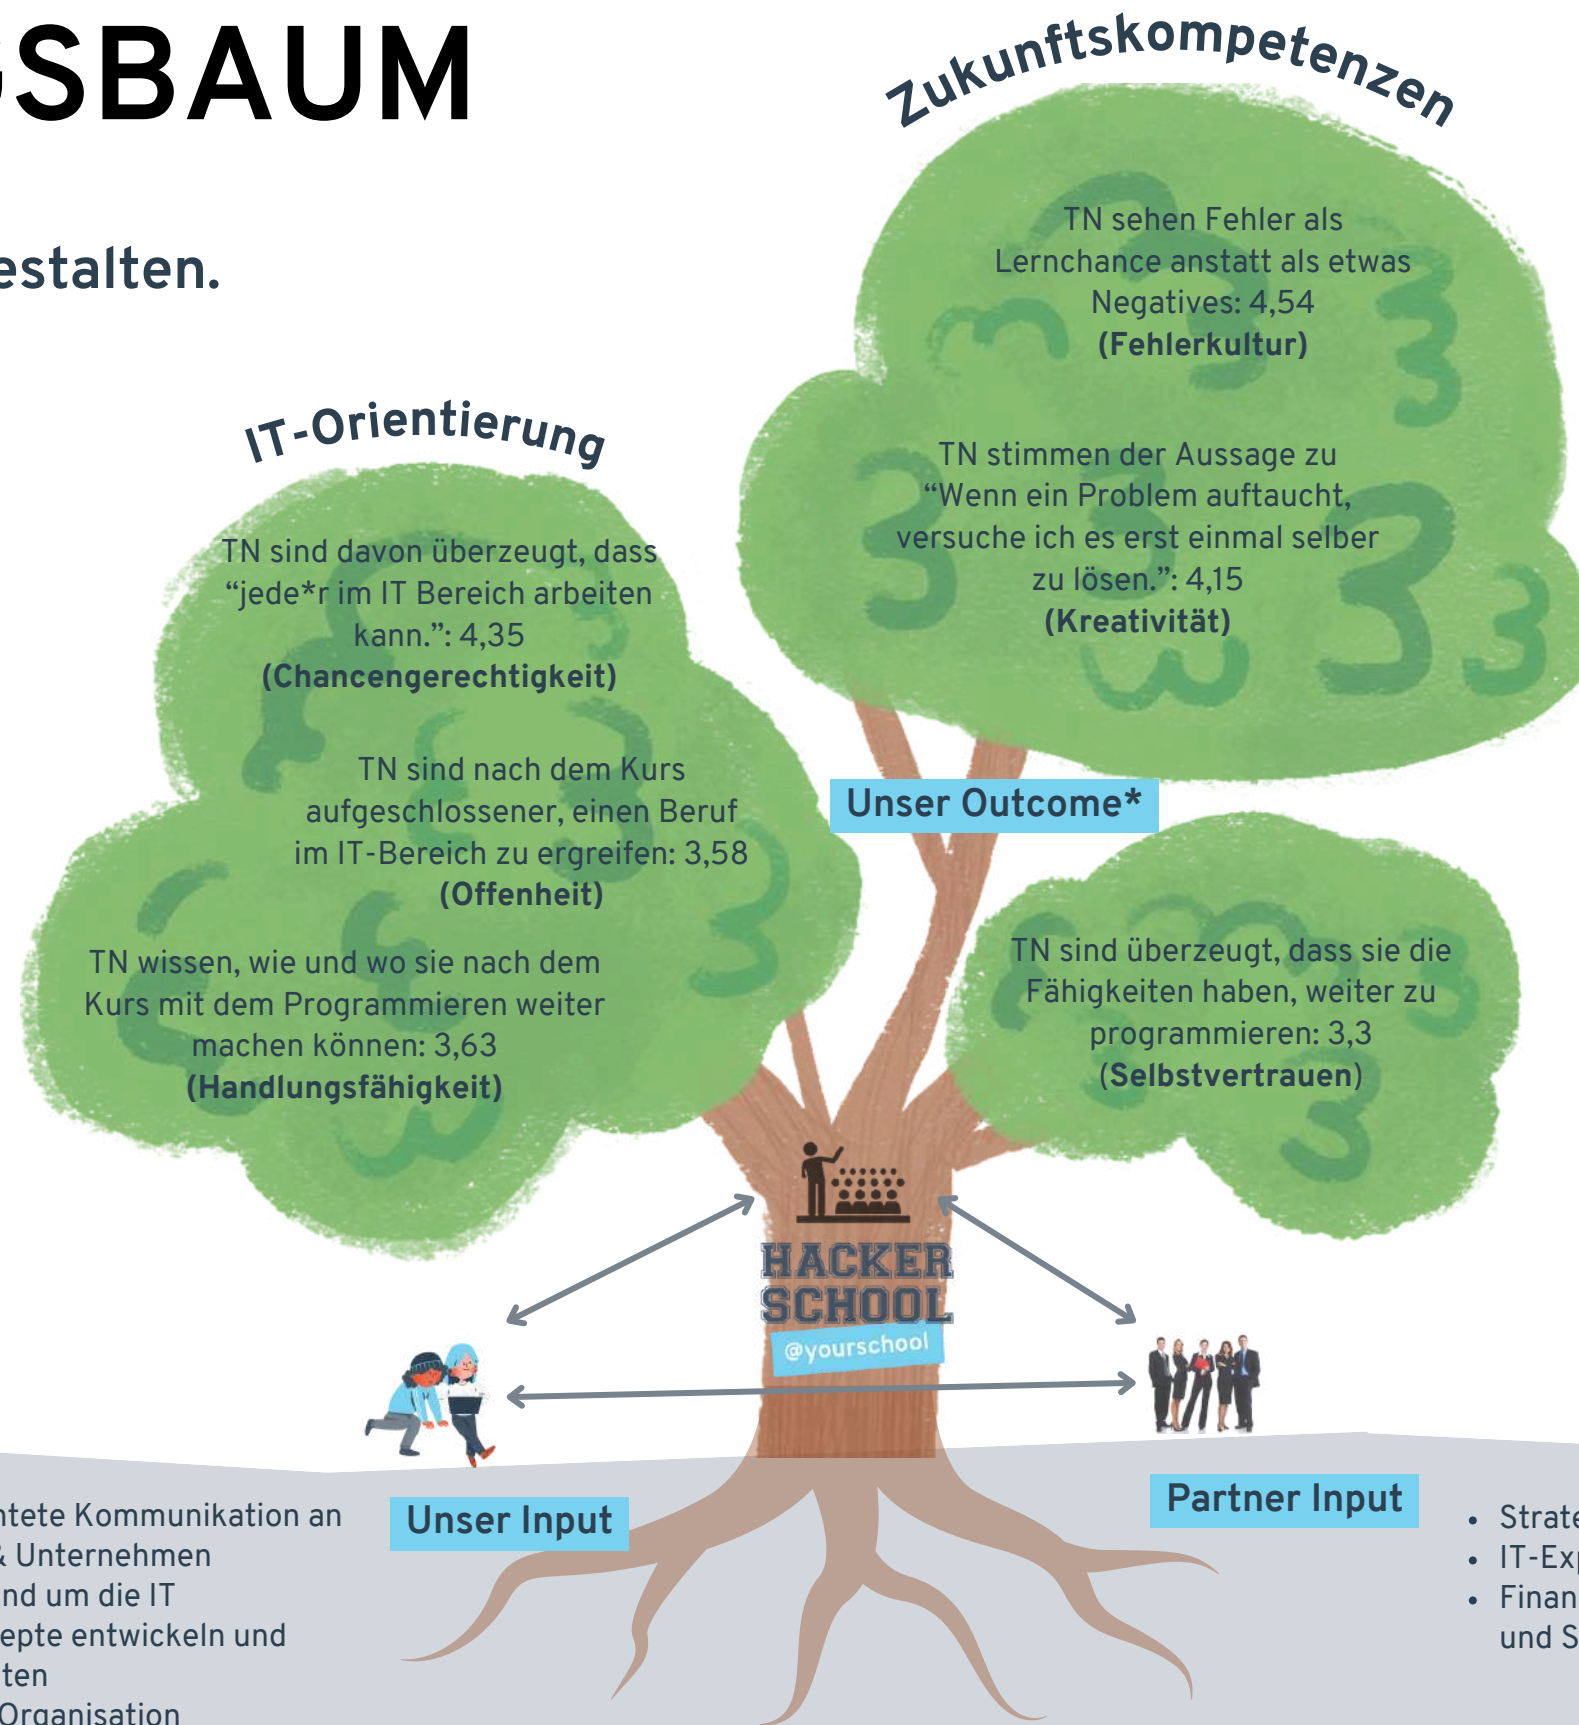 GSBAUM
estalten.
Zukunftskompetenzen
TN sehen Fehler als
Lernchance anstatt als etwas
Negatives: 4,54
(Fehlerkultur)
TN stimmen der Aussage zu
“Wenn ein Problem auftaucht,
versuche ich es erst einmal selber
zu lösen.”: 4,15
(Kreativität)
IT-Orientierung
TN sind davon überzeugt, dass
“jede*r im IT Bereich arbeiten
kann.”: 4,35
(Chancengerechtigkeit)
TN sind nach dem Kurs
aufgeschlossener, einen Beruf
im IT-Bereich zu ergreifen: 3,58
(Offenheit)
TN wissen, wie und wo sie nach dem
Kurs mit dem Programmieren weiter
machen können: 3,63
(Handlungsfähigkeit)
Unser Outcome*
TN sind überzeugt, dass sie die
Fähigkeiten haben, weiter zu
programmieren: 3,3
(Selbstvertrauen)
HACKER
SCHOOL
@yourschool
Unser Input
ntete Kommunikation an
& Unternehmen
nd um die IT
epte entwickeln und
ten
Organisation
Partner Input
• Strate
• IT-Exp
• Finan
und S